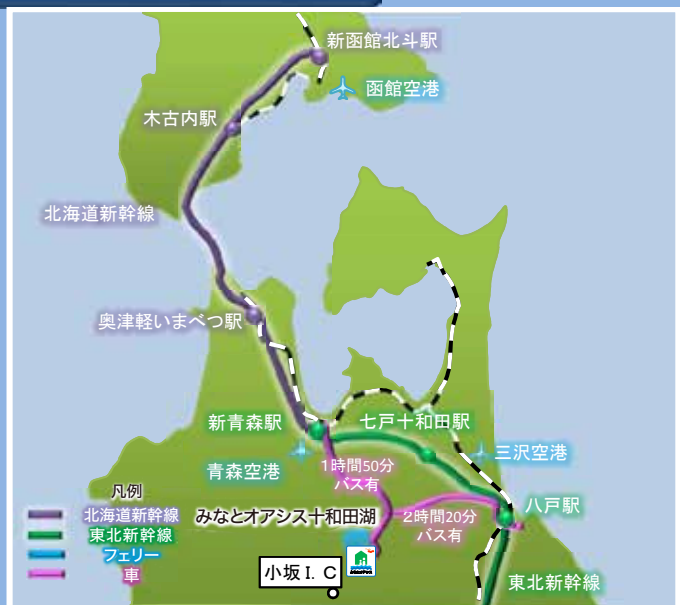 新函館北斗駅
函館空港
木古内駅
北海道新幹線
奥津軽いまべつ駅
新青森駅
七戸十和田駅
青森空港
三沢空港
1時間50分
バス有
凡例
北海道新幹線
東北新幹線
フェリー
車
みなとオアシス十和田湖
2時間20分
バス有
八戸駅
小坂I. C
東北新幹線